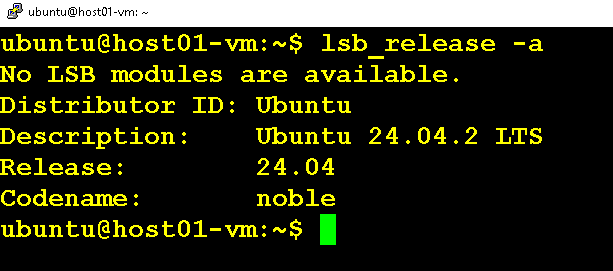 ubuntu@host01-vm: ~
ubuntu@host01-vm:~$ lsb_release -a
No LSB modules are available.
Distributor ID: Ubuntu
Description:    Ubuntu 24.04.2 LTS
Release:        24.04
Codename:       noble
ubuntu@host01-vm:~$